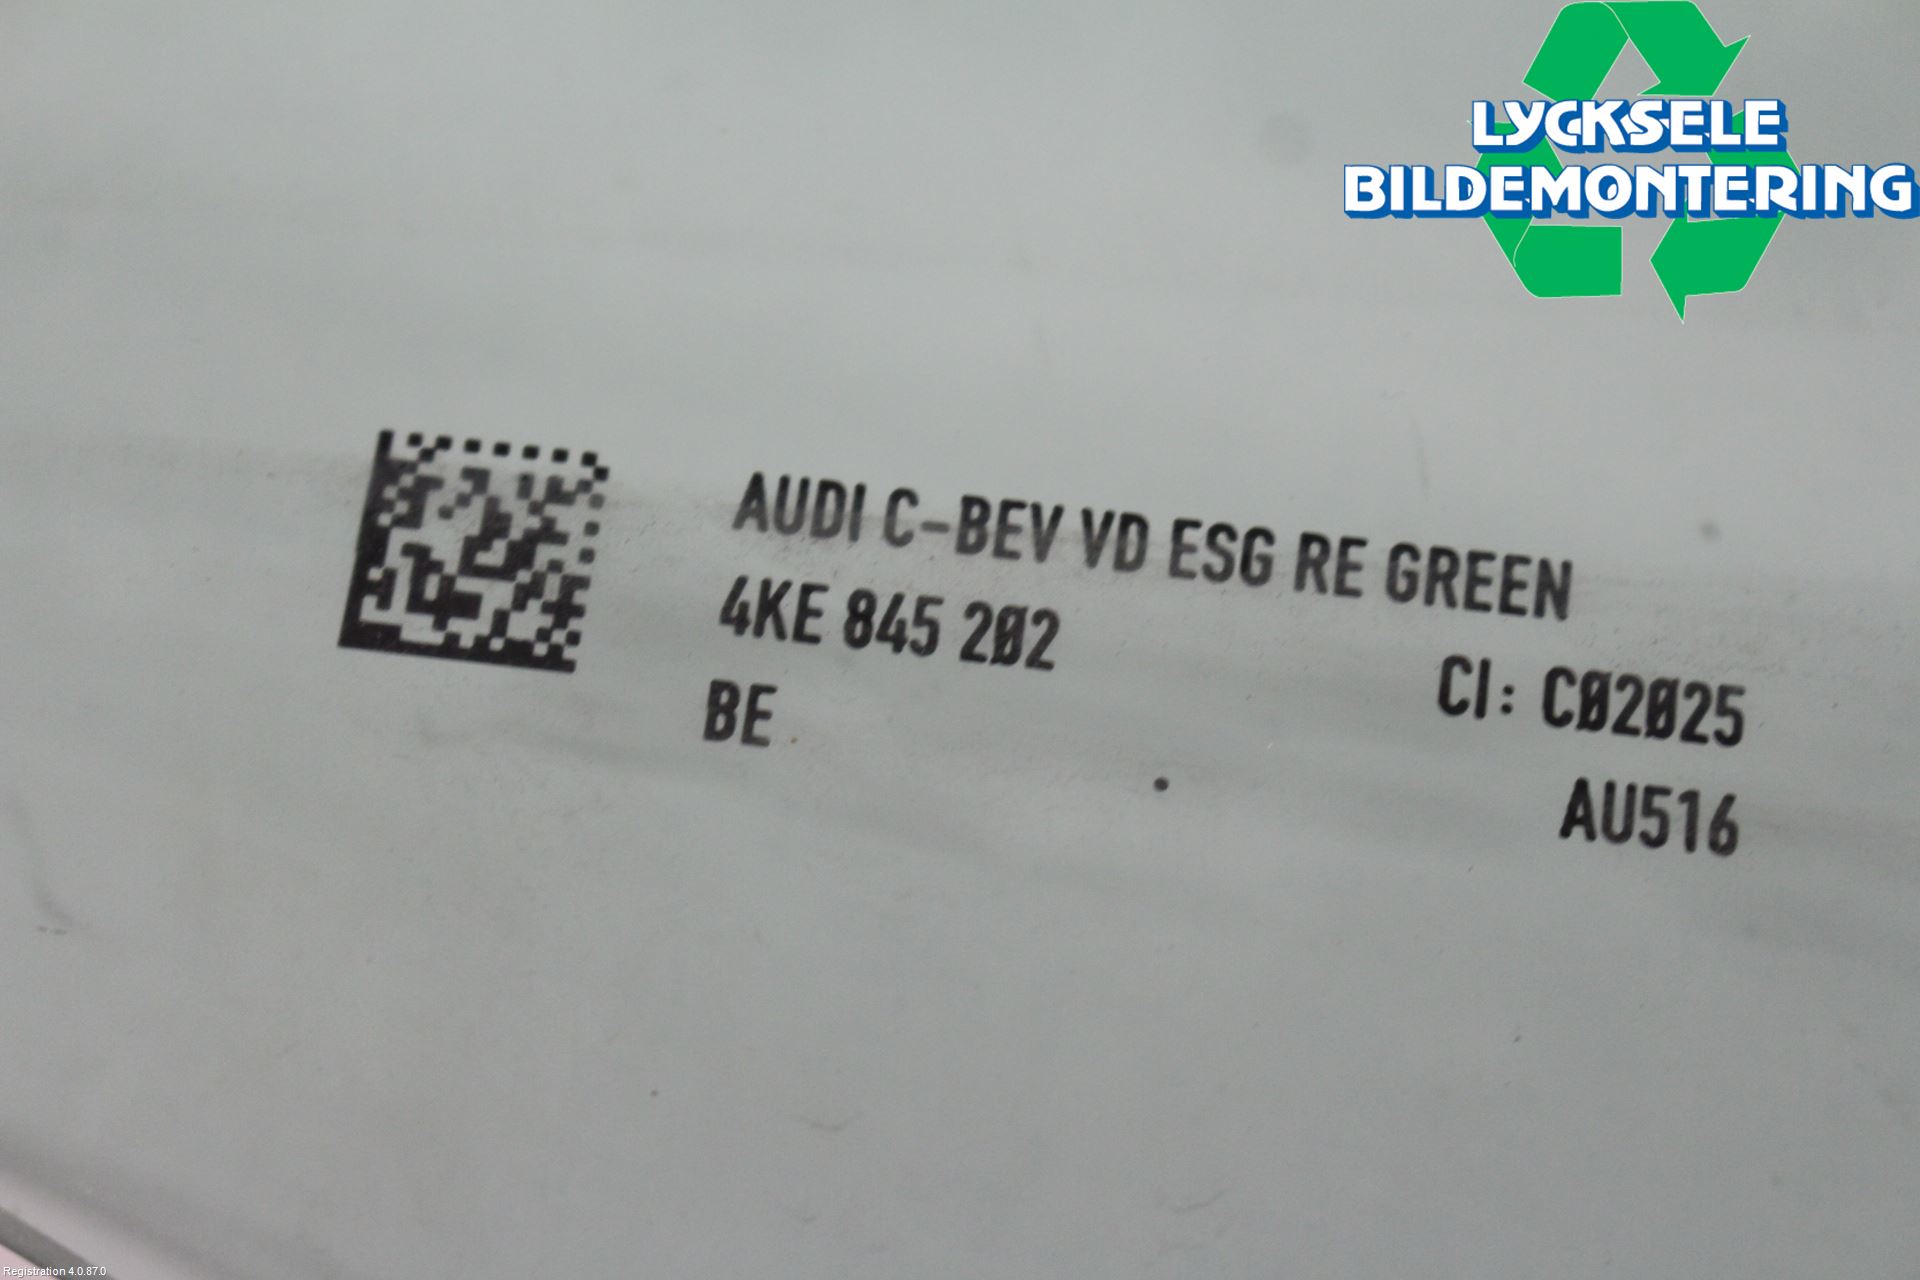 LYCKSELE
BILDEMONTERING
AUDI C-BEV VD ESG RE GREEN
4KE 845 202
CI: C02025
BE
AU516
Registration 4.0.87.0